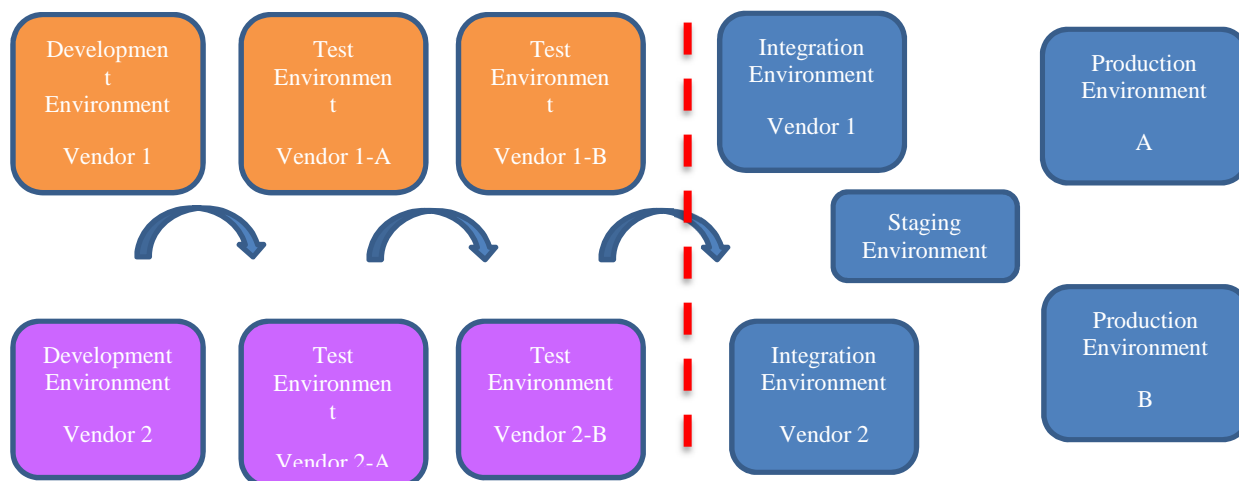 Developmen
t
Environment
Vendor 1
Test
Environmen
t
Vendor 1-A
Test
Environmen
t
Vendor 1-B
Integration
Environment
Vendor 1
Production
Environment
A
Staging
Environment
Development
Environment
Vendor 2
Test
Environmen
t
Vendor 2-A
Test
Environment
Vendor 2-B
Integration
Environment
Vendor 2
Production
Environment
B